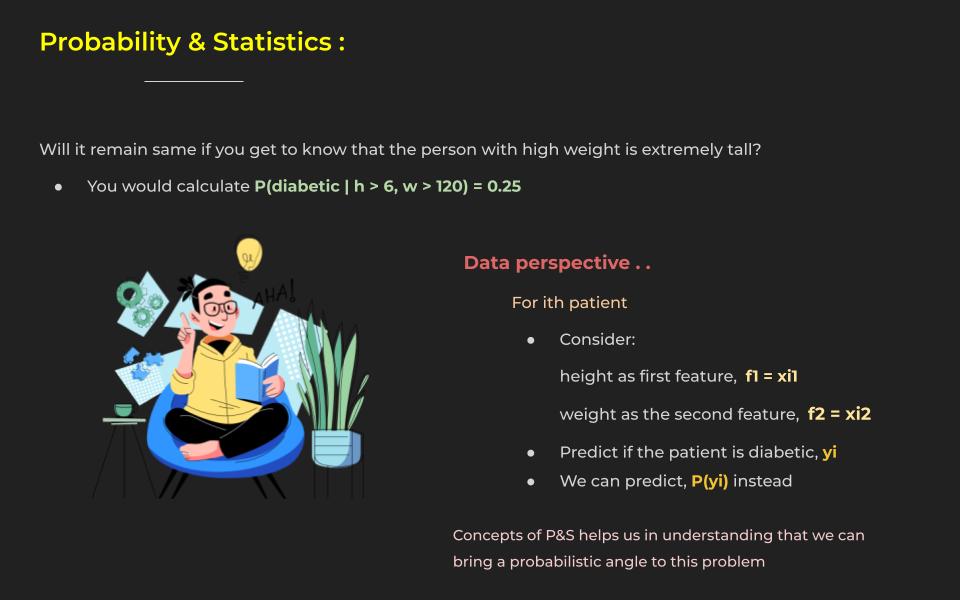 Probability & Statistics :
Will it remain same if you get to know that the person with high weight is extremely tall?
● You would calculate P(diabetic | h > 6, w > 120) = 0.25
AHA!
Data perspective . .
For ith patient
● Consider:
height as first feature, f1 = xi1
weight as the second feature, f2 = xi2
● Predict if the patient is diabetic, yi
● We can predict, P(yi) instead
Concepts of P&S helps us in understanding that we can
bring a probabilistic angle to this problem